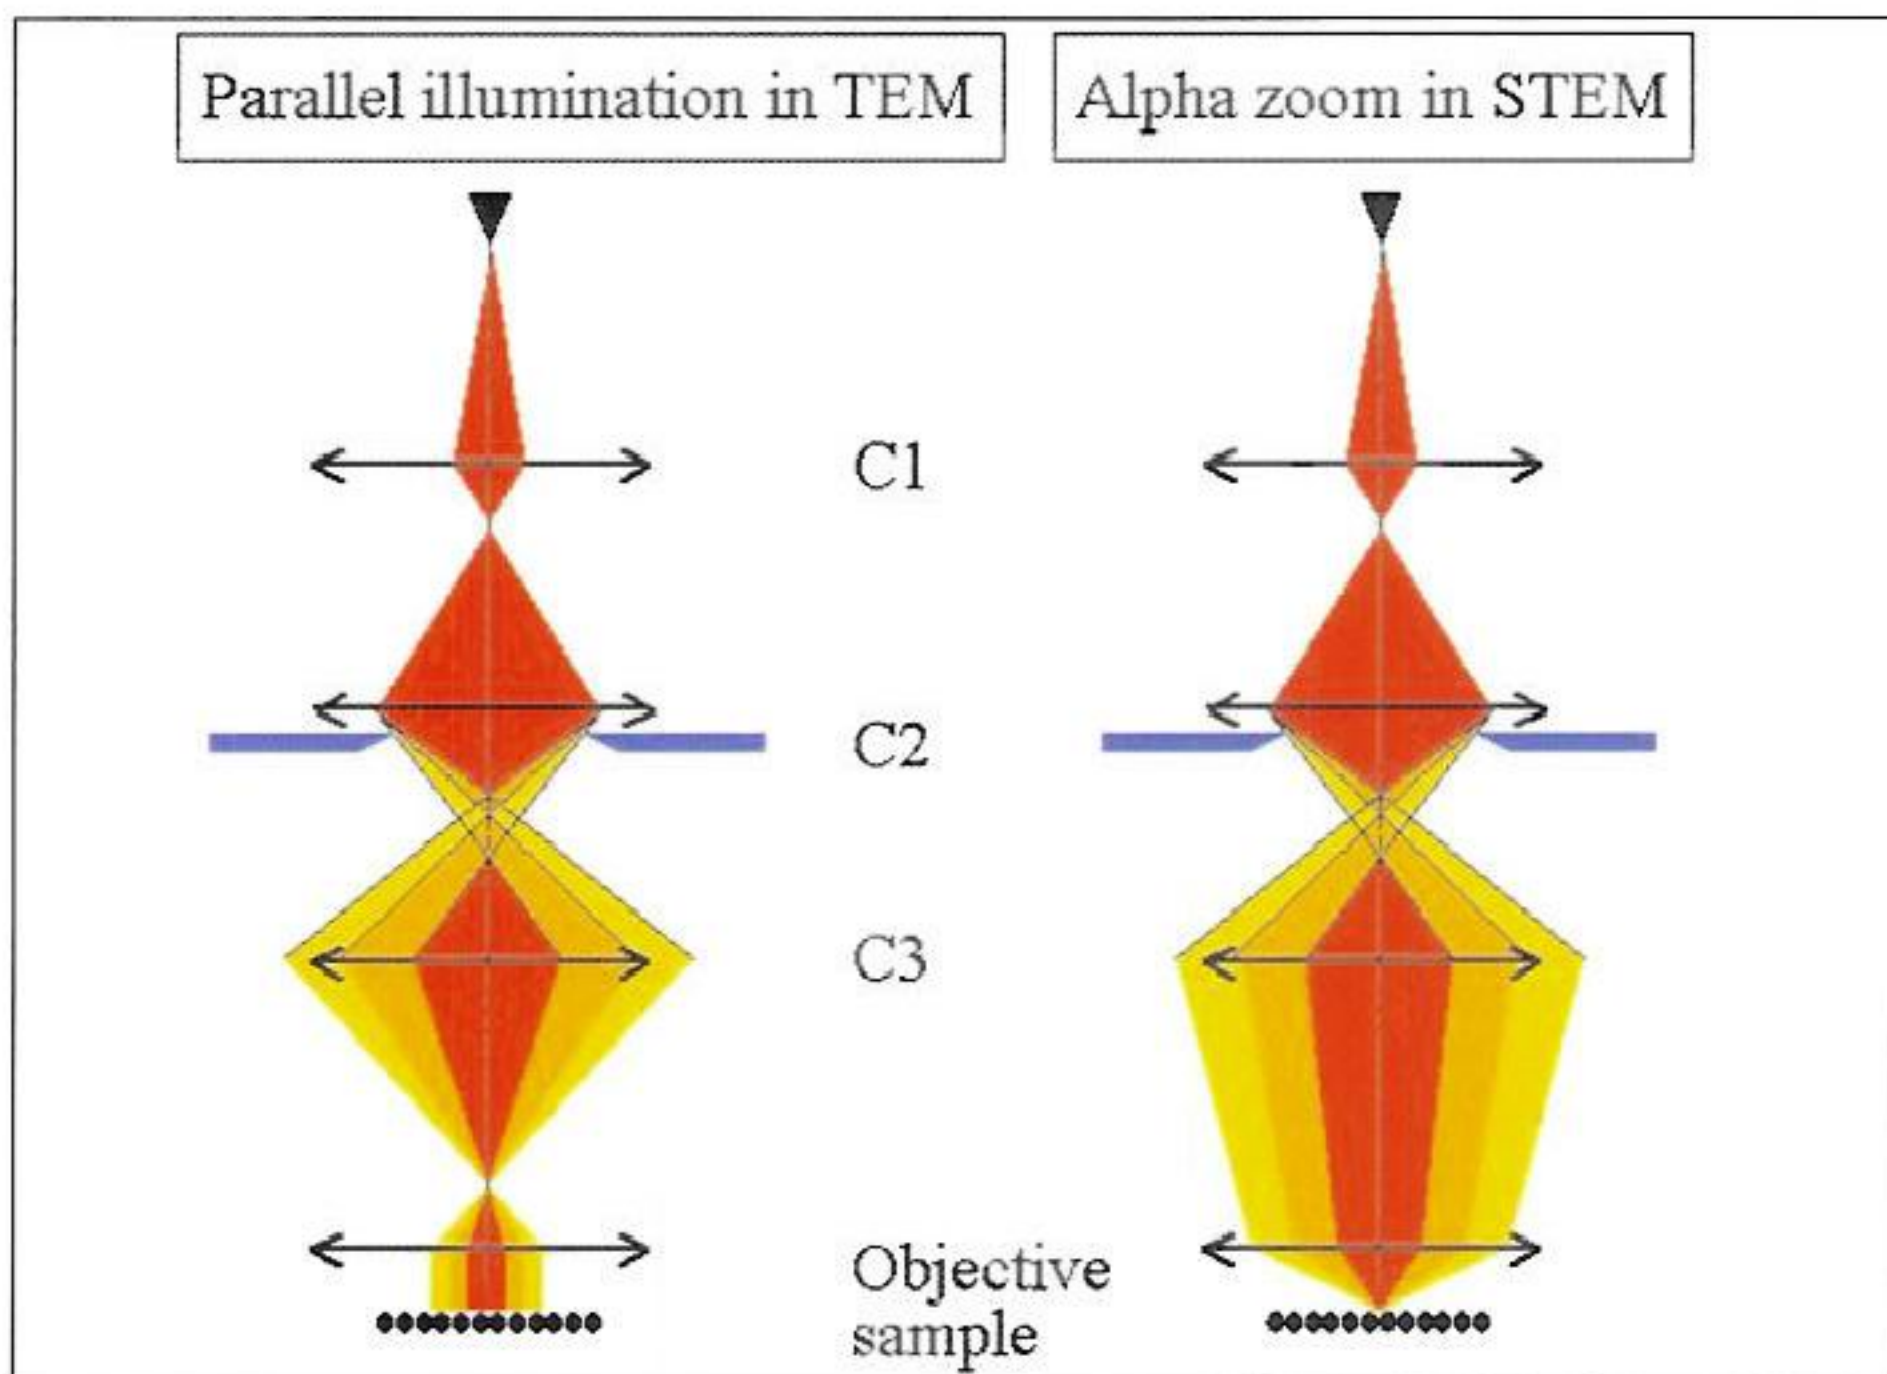 Parallel illumination in TEM
Alpha zoom in STEM
C1
C2
C3
Objective
sample